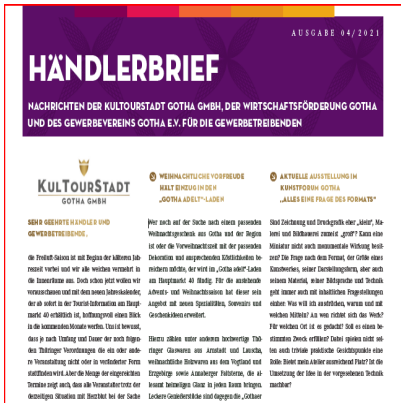 AUSGABE 04/2021
HÄNDLERBRIEF
NACHRICHTEN DER KULTOURSTADT GOTHA GMBH, DER WIRTSCHAFTSFÖRDERUNG GOTHA
UND DES GEWERBEVEREINS GOTHA E.V. FÜR DIE GEWERBETREIBENDEN
KULTOURSTADT
GOTHA GMBH
SEHR GEEHRTE HÄNDLER UND
GEWERBETREIBENDE,
die Freiluft-Saison ist mit Beginn der kälteren Jah-
reszeit vorbei und wir alle weichen vermehrt in
die Innenräume aus. Doch schon jetzt wollen wir
vorausschauen und mit dem neuen Jahreskalender,
der ab sofort in der Tourist-Information am Haupt-
markt 40 erhältlich ist, hoffnungsvoll einen Blick
in die kommenden Monate werfen. Uns ist bewusst,
dass je nach Umfang und Dauer der noch folgen-
den Thüringer Verordnungen die ein oder ande-
re Veranstaltung nicht oder in veränderter Form
stattfinden wird. Aber die Menge der eingereichten
Termine zeigt auch, dass alle Veranstalter trotz der
derzeitigen Situation mit Herzblut bei der Sache
WEIHNACHTLICHE VORFREUDE
HÄLT EINZUG IN DEN
„GOTHA ADELT“-LADEN
Wer noch auf der Suche nach einem passenden
Weihnachtsgeschenk aus Gotha und der Region
ist oder die Vorweihnachtszeit mit der passenden
Dekoration und ansprechenden Köstlichkeiten be-
reichern möchte, der wird im „Gotha adelt“-Laden
am Hauptmarkt 40 fündig. Für die anstehende
Advents- und Weihnachtssaison hat dieser sein
Angebot mit neuen Spezialitäten, Souvenirs und
Geschenkideen erweitert.
Hierzu zählen unter anderem hochwertige Thü-
ringer Glaswaren aus Arnstadt und Lauscha,
weihnachtliche Holzwaren aus dem Vogtland und
Erzgebirge sowie Annaberger Faltsterne, die al-
lesamt heimeligen Glanz in jeden Raum bringen.
Leckere Genießerstücke sind dagegen die „Gothaer
AKTUELLE AUSSTELLUNG IM
KUNSTFORUM GOTHA
„ALLES EINE FRAGE DES FORMATS“
Sind Zeichnung und Druckgrafik eher „klein“, Ma-
lerei und Bildhauerei zumeist „groß“? Kann eine
Miniatur nicht auch monumentale Wirkung besit-
zen? Die Frage nach dem Format, der Größe eines
Kunstwerkes, seiner Darstellungsform, aber auch
seinem Material, seiner Bildsprache und Technik
geht immer auch mit inhaltlichen Fragestellungen
einher: Was will ich ausdrücken, warum und mit
welchen Mitteln? An wen richtet sich das Werk?
Für welchen Ort ist es gedacht? Soll es einen be-
stimmten Zweck erfüllen? Dabei spielen nicht sel-
ten auch triviale praktische Gesichtspunkte eine
Rolle: Bietet mein Atelier ausreichend Platz? Ist die
Umsetzung der Idee in der vorgesehenen Technik
machbar?